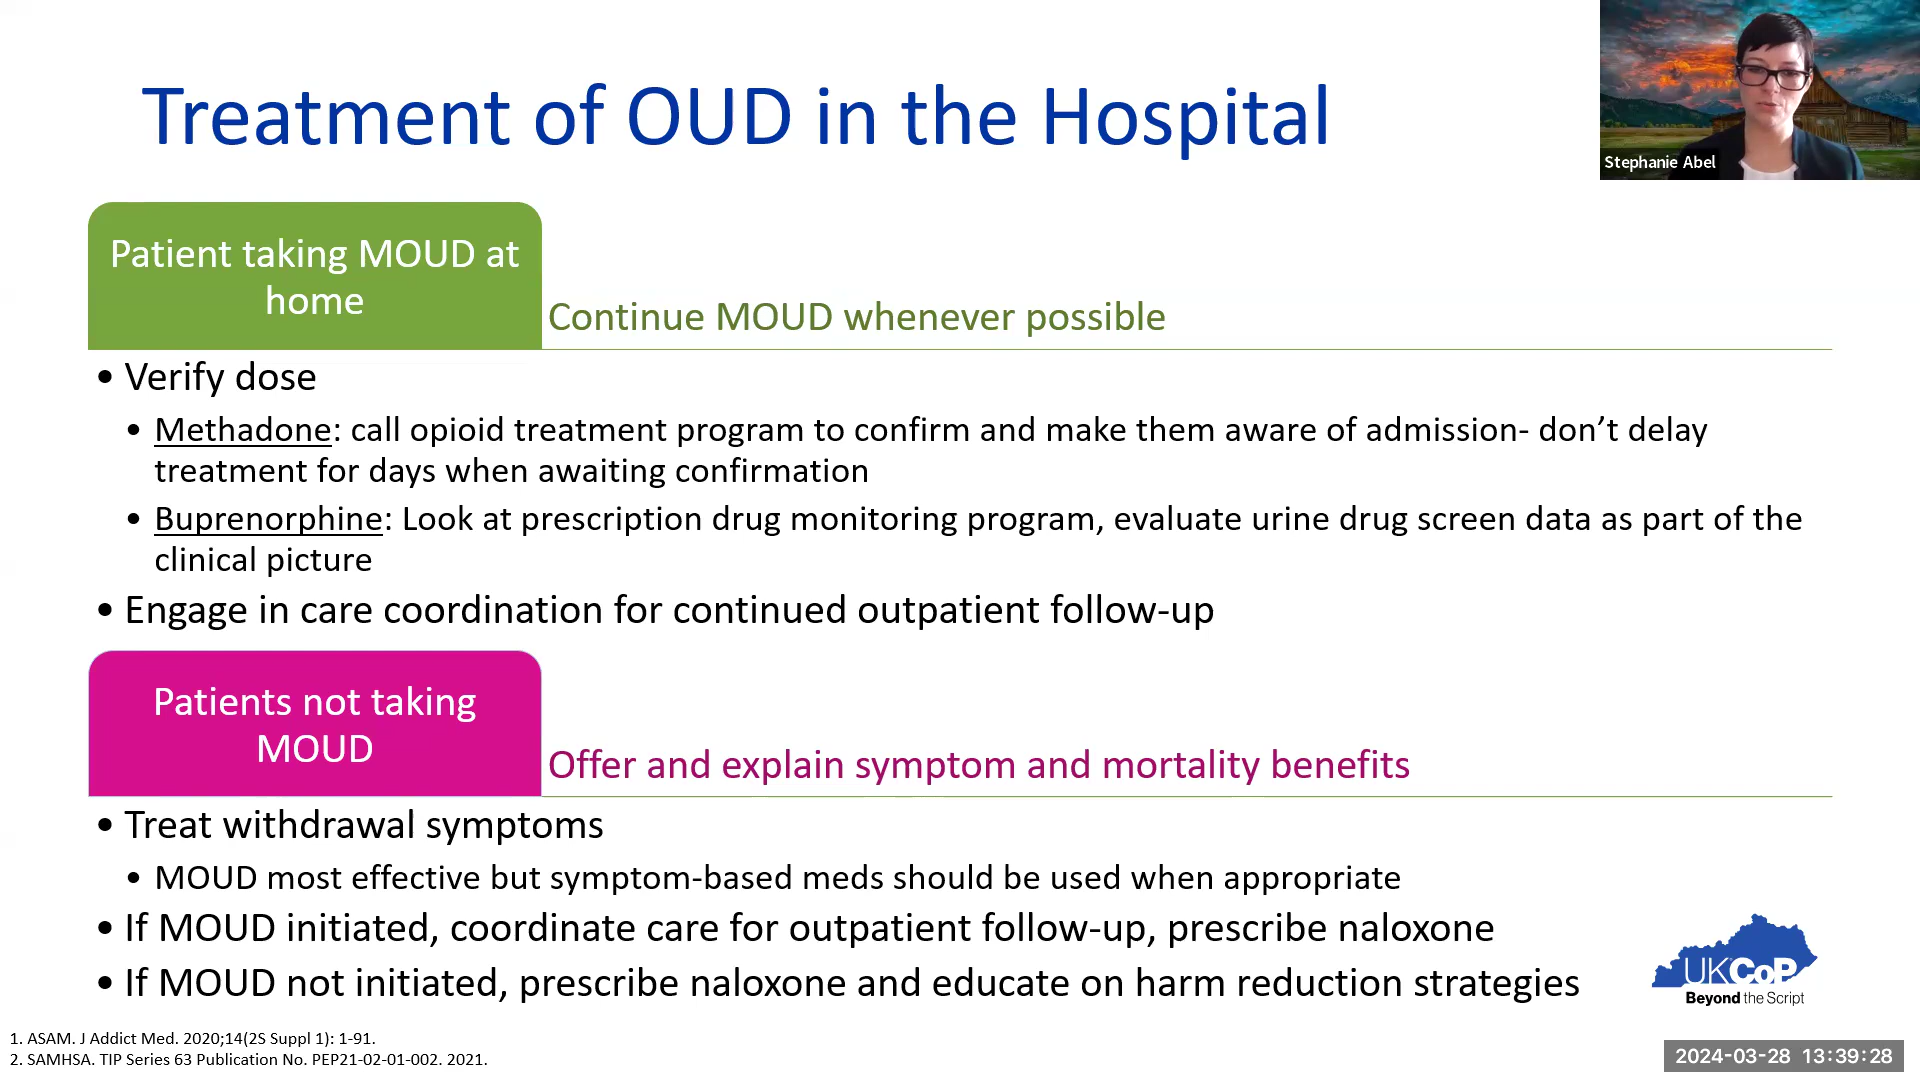 Treatment of OUD in the Hospital
Stephanie Abel
Patient taking MOUD at
home
Continue MOUD whenever possible
• Verify dose
• Methadone: call opioid treatment program to confirm and make them aware of admission- don’t delay
treatment for days when awaiting confirmation
• Buprenorphine: Look at prescription drug monitoring program, evaluate urine drug screen data as part of the
clinical picture
• Engage in care coordination for continued outpatient follow-up
Patients not taking
MOUD
Offer and explain symptom and mortality benefits
• Treat withdrawal symptoms
• MOUD most effective but symptom-based meds should be used when appropriate
• If MOUD initiated, coordinate care for outpatient follow-up, prescribe naloxone
• If MOUD not initiated, prescribe naloxone and educate on harm reduction strategies
UKCoP
Beyond the Script
1. ASAM. J Addict Med. 2020;14(2S Suppl 1): 1-91.
2. SAMHSA. TIP Series 63 Publication No. PEP21-02-01-002. 2021.
2024-03-28 13:39:28